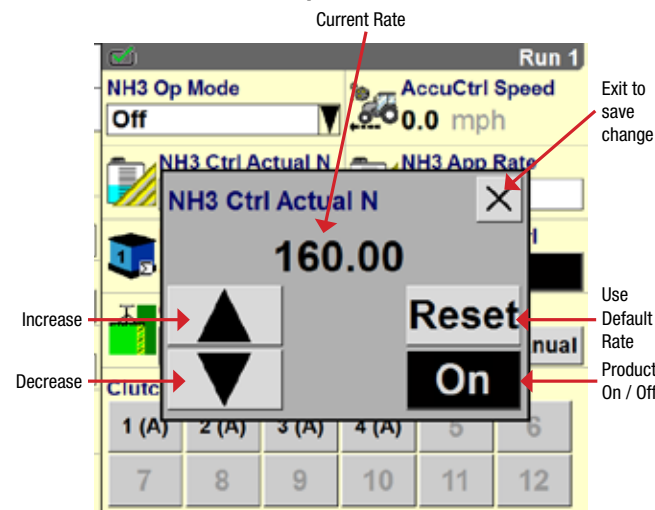 Current Rate
Run 1
NH3 Op Mode
AccuCtrl Speed
Off
0.0 mph
Exit to
save
change
NH3 Ctrl Actual N
NH3 App Rate
NH3 Ctrl Actual N
160.00
1
Increase
Reset
Use
Default
Rate
nual
Decrease
On
Product
On / Off
Clutc
1 (A)
2 (A)
3 (A)
4 (A)
5
6
7
8
9
10
11
12